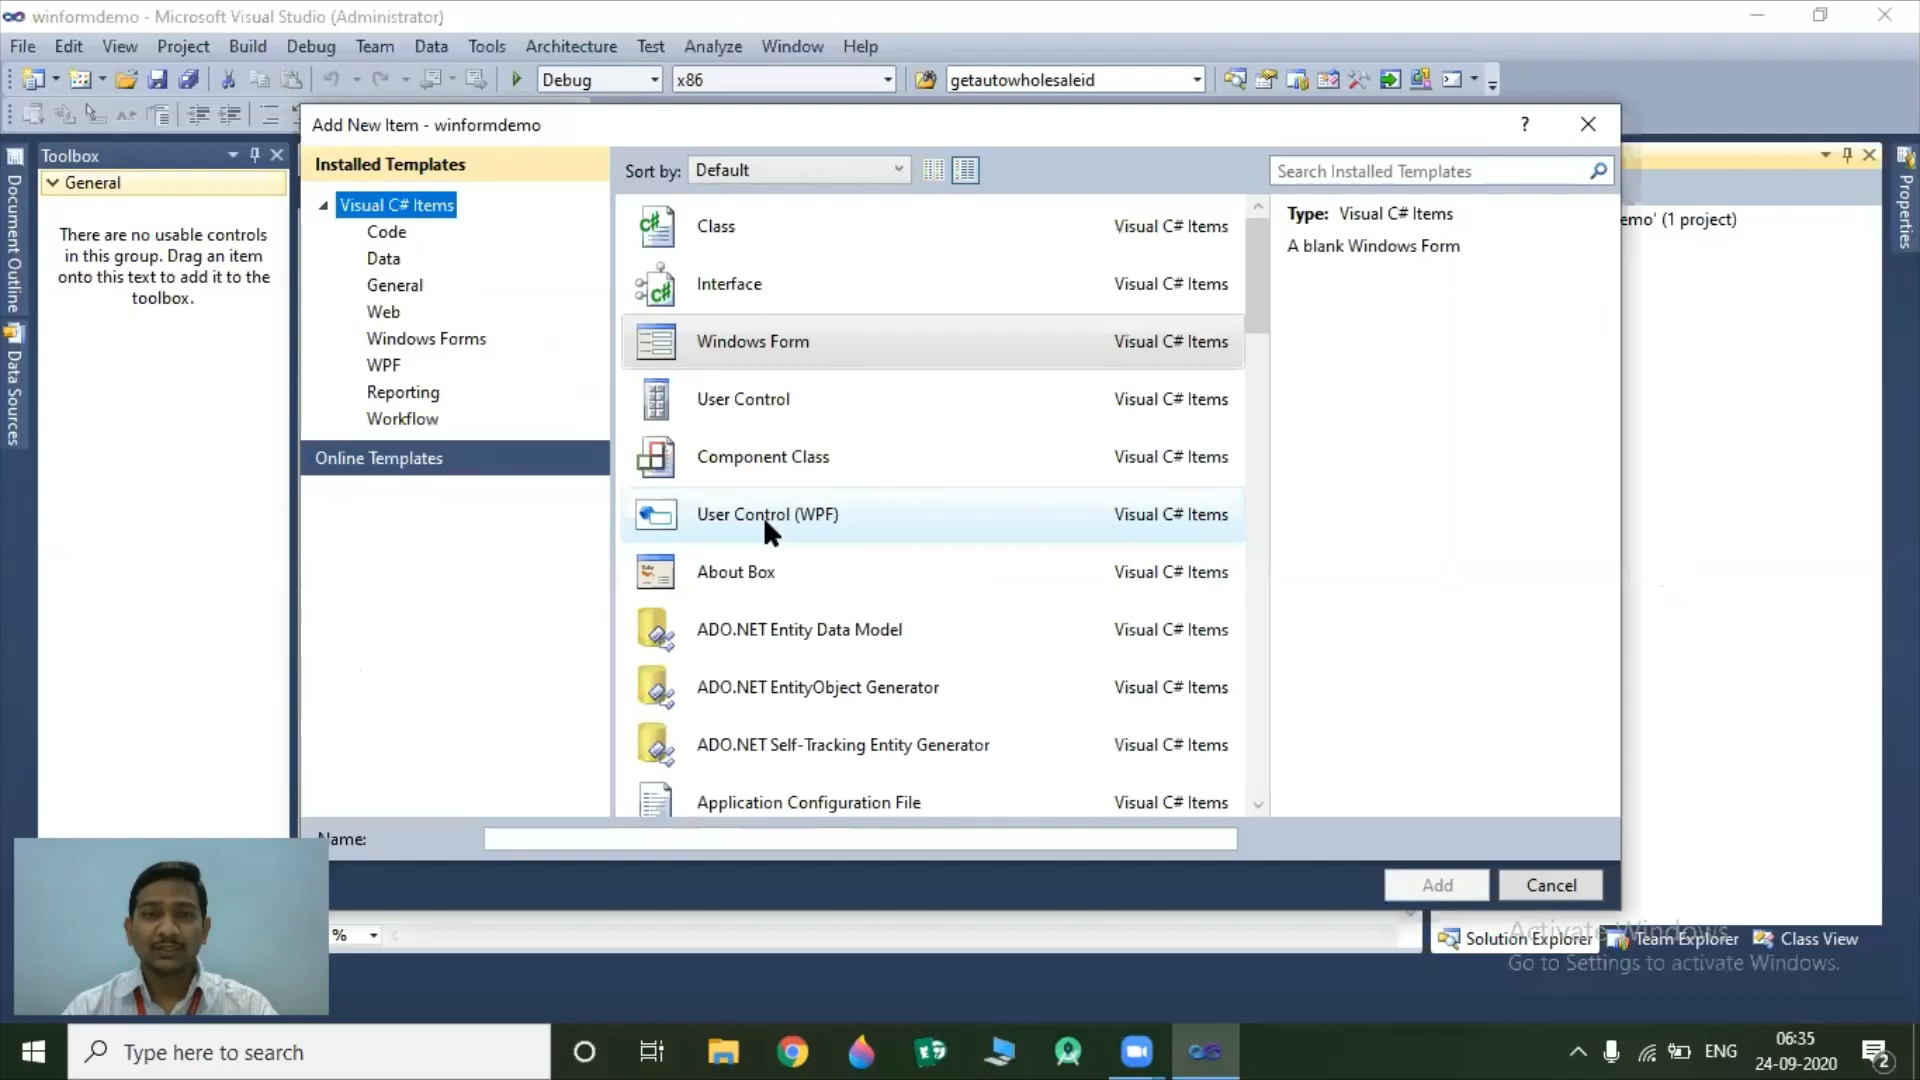 winformdemo - Microsoft Visual Studio (Administrator)
File Edit View Project Build Debug Team Data Tools Architecture Test Analyze Window Help
Debug x86 getautowholesaleid
Add New Item - winformdemo
?
Toolbox
General
There are no usable controls
in this group. Drag an item
onto this text to add it to the
toolbox.
Document Outline
Data Sources
Installed Templates
Visual C# Items
Code
Data
General
Web
Windows Forms
WPF
Reporting
Workflow
Online Templates
Sort by: Default
Search Installed Templates
Class Visual C# Items
Interface Visual C# Items
Windows Form Visual C# Items
User Control Visual C# Items
Component Class Visual C# Items
User Control (WPF) Visual C# Items
About Box Visual C# Items
ADO.NET Entity Data Model Visual C# Items
ADO.NET EntityObject Generator Visual C# Items
ADO.NET Self-Tracking Entity Generator Visual C# Items
Application Configuration File Visual C# Items
Type: Visual C# Items
A blank Windows Form
emo' (1 project)
Properties
Name:
Add Cancel
%
Solution Explorer Team Explorer Class View
Activate Windows
Go to Settings to activate Windows.
Type here to search
ENG
06:35
24-09-2020
2